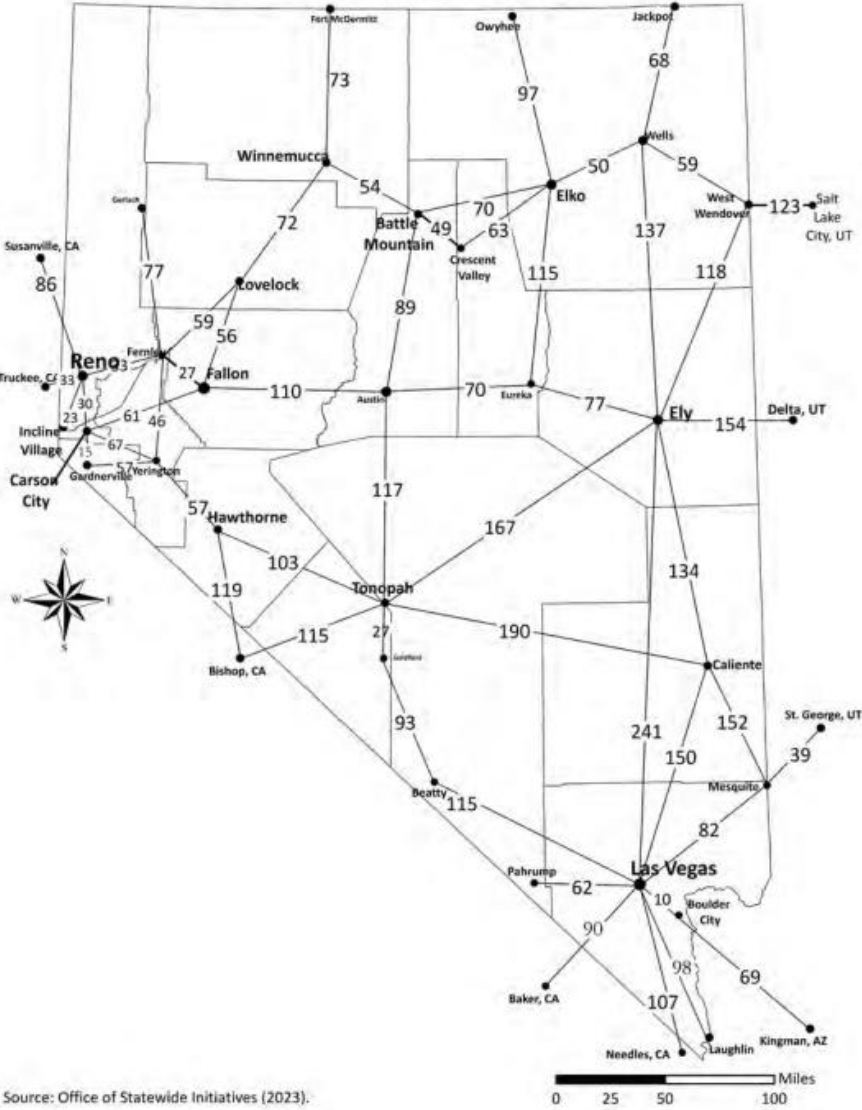 Fort McDermitt
Owyhee
Jackpot
73
97
68
Winnemucca
Wells
54
50
59
Elko
70
Gerlach
West
Wendover
123
Salt
Lake
City, UT
Battle
Mountain
49
63
72
137
Susanville, CA
Crescent
Valley
77
115
118
86
Lovelock
89
59
56
Fernley
Reno
33
27
Fallon
Truckee, CA
33
110
Austin
70
Eureka
77
30
61
46
23
Ely
154
Delta, UT
Incline
Village
67
15
Gardnerville
57
Yerington
Carson
City
57
Hawthorne
117
167
103
134
N
W
E
S
119
Tonopah
27
115
190
Bishop, CA
Goldfield
Caliente
93
241
150
152
St. George, UT
39
Beatty
115
Mesquite
82
Las Vegas
Pahrump
62
10
Boulder
City
90
98
69
Baker, CA
107
Needles, CA
Laughlin
Kingman, AZ
Miles
0
25
50
100
Source: Office of Statewide Initiatives (2023).